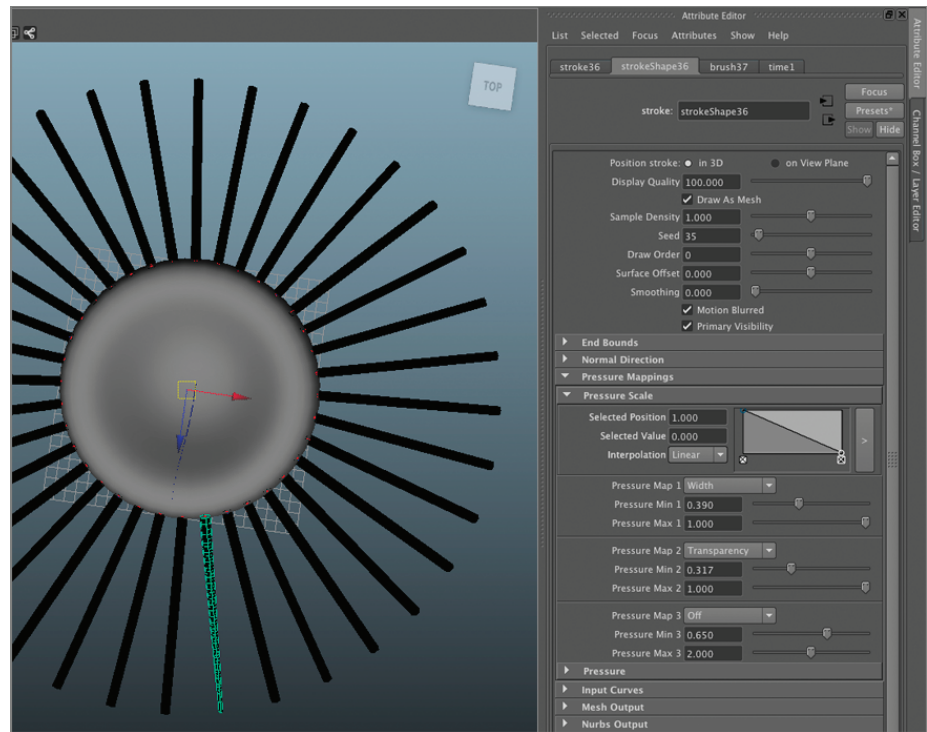 Attribute Editor
List Selected Focus Attributes Show Help
stroke36 strokeShape36 brush37 time1
Focus
stroke: strokeShape36 Presets*
Show Hide
TOP
Position stroke: in 3D on View Plane
Display Quality 100.000
Draw As Mesh
Sample Density 1.000
Seed 35
Draw Order 0
Surface Offset 0.000
Smoothing 0.000
Motion Blurred
Primary Visibility
End Bounds
Normal Direction
Pressure Mappings
Pressure Scale
Selected Position 1.000
Selected Value 0.000
Interpolation Linear >
Pressure Map 1 Width
Pressure Min 1 0.390
Pressure Max 1 1.000
Pressure Map 2 Transparency
Pressure Min 2 0.317
Pressure Max 2 1.000
Pressure Map 3 Off
Pressure Min 3 0.650
Pressure Max 3 2.000
Pressure
Input Curves
Mesh Output
Nurbs Output
Attribute Editor
Channel Box / Layer Editor